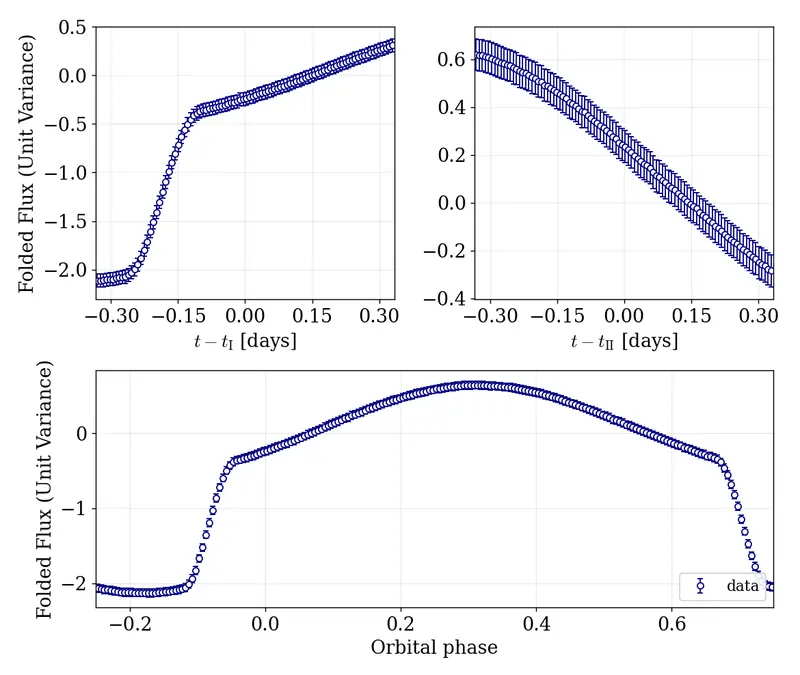 Folded Flux (Unit Variance)
0.5
0.0
−0.5
−1.0
−1.5
−2.0
−0.30 −0.15 0.00 0.15 0.30
t − tI [days]
0.6
0.4
0.2
0.0
−0.2
−0.4
−0.30 −0.15 0.00 0.15 0.30
t − tII [days]
Folded Flux (Unit Variance)
0
−1
−2
data
−0.2 0.0 0.2 0.4 0.6
Orbital phase